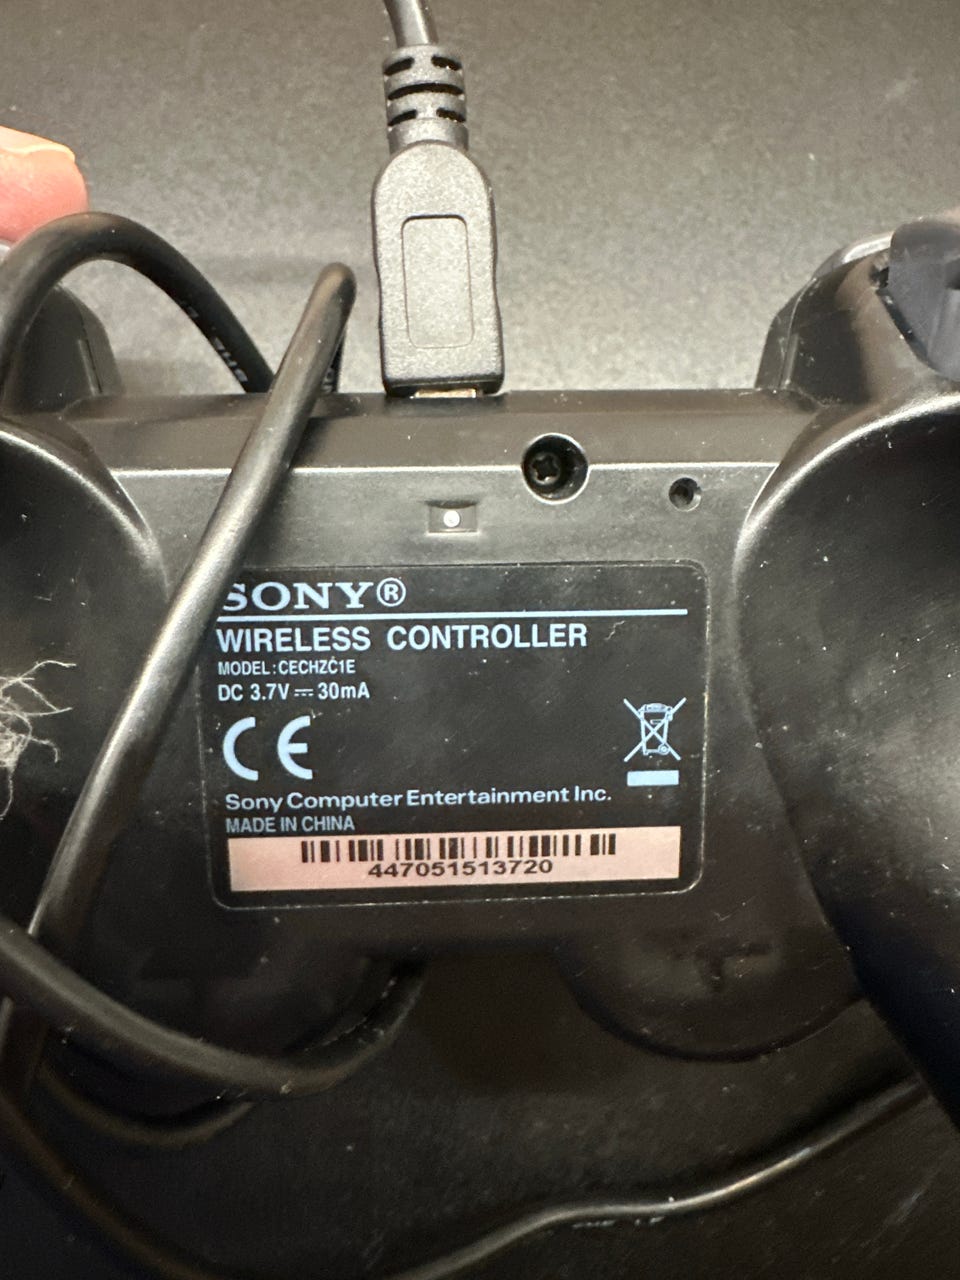 SONY®
WIRELESS CONTROLLER
MODEL:CECHZC1E
DC 3.7V ⎓ 30mA
CE
Sony Computer Entertainment Inc.
MADE IN CHINA
447051513720